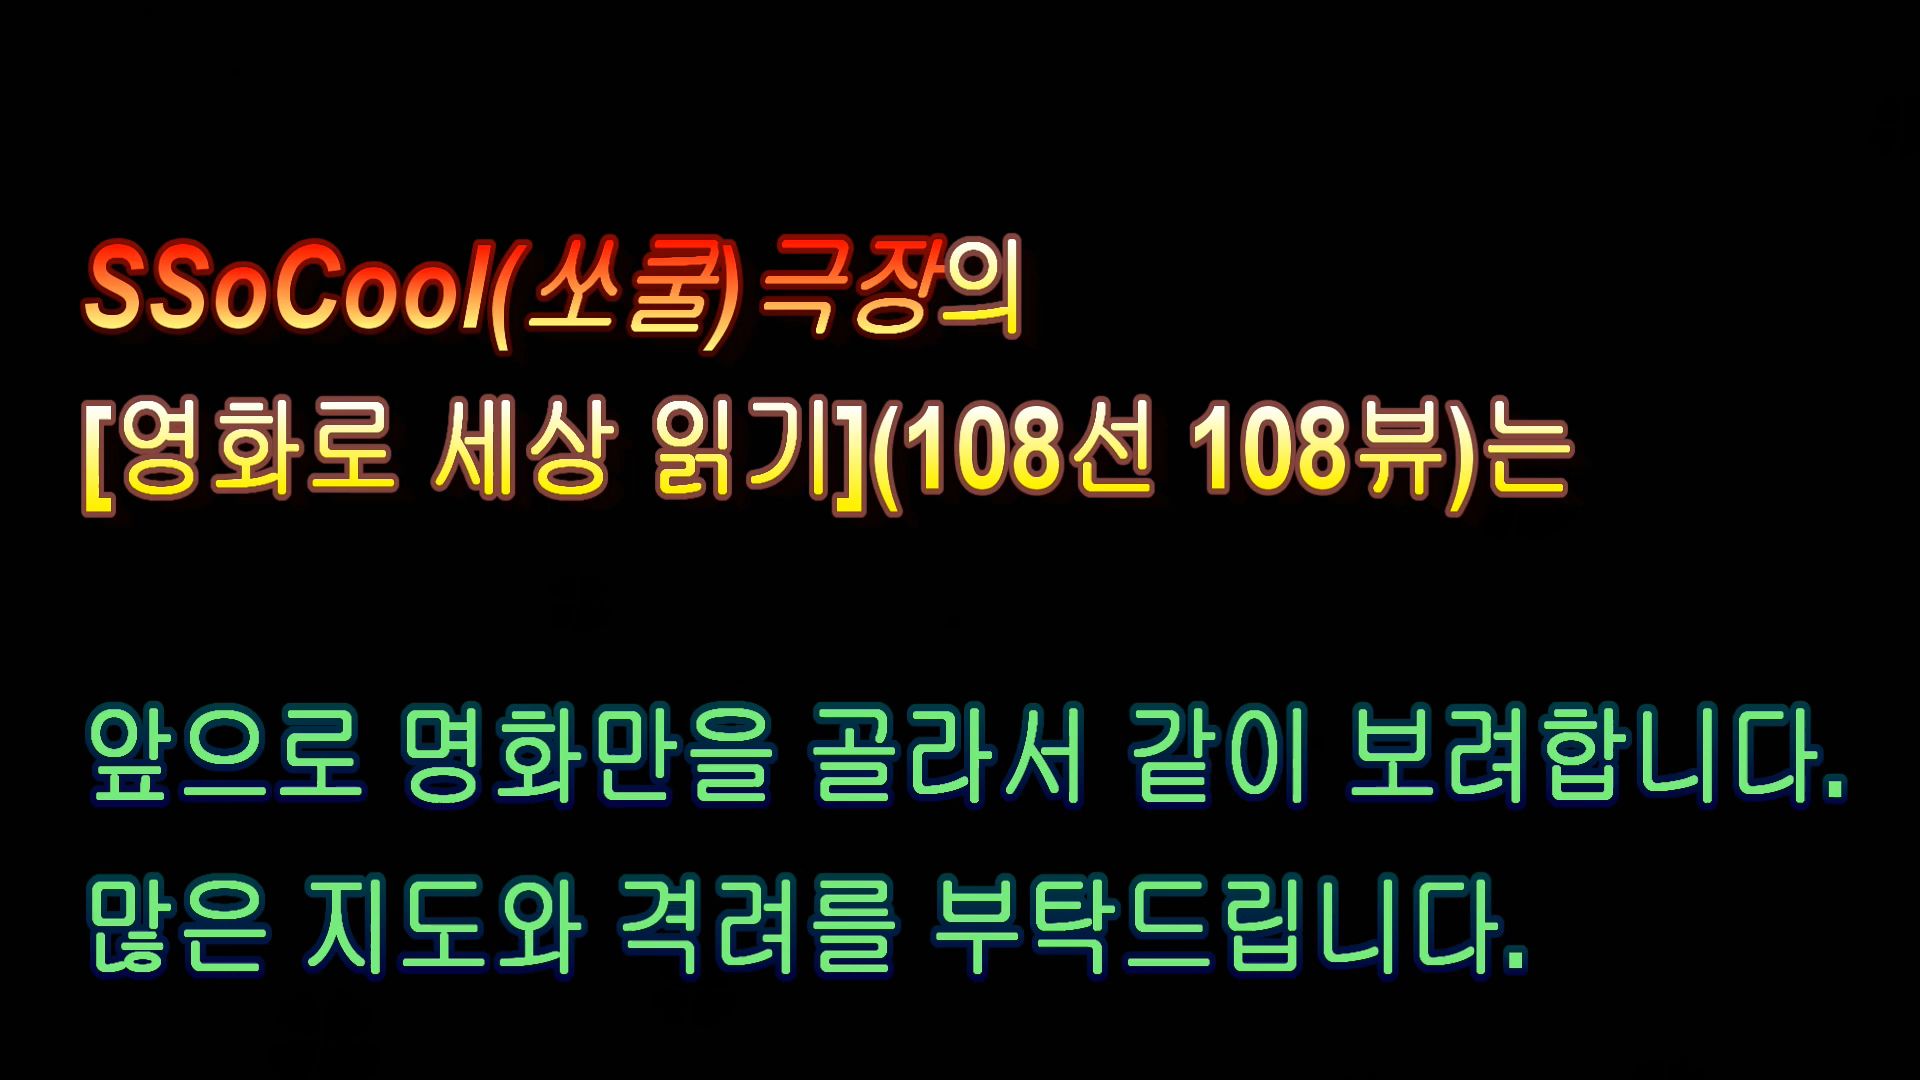 SSoCool(쏘쿨)극장의
[영화로 세상 읽기](108선 108뷰)는
앞으로 명화만을 골라서 같이 보려합니다.
많은 지도와 격려를 부탁드립니다.